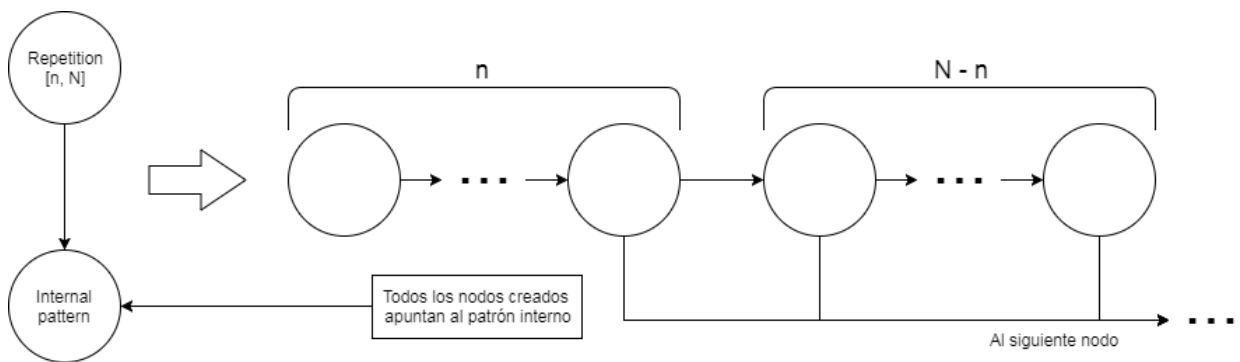 Repetition
[n, N]
n
N - n
...
...
Internal
pattern
Todos los nodos creados
apuntan al patrón interno
...
Al siguiente nodo